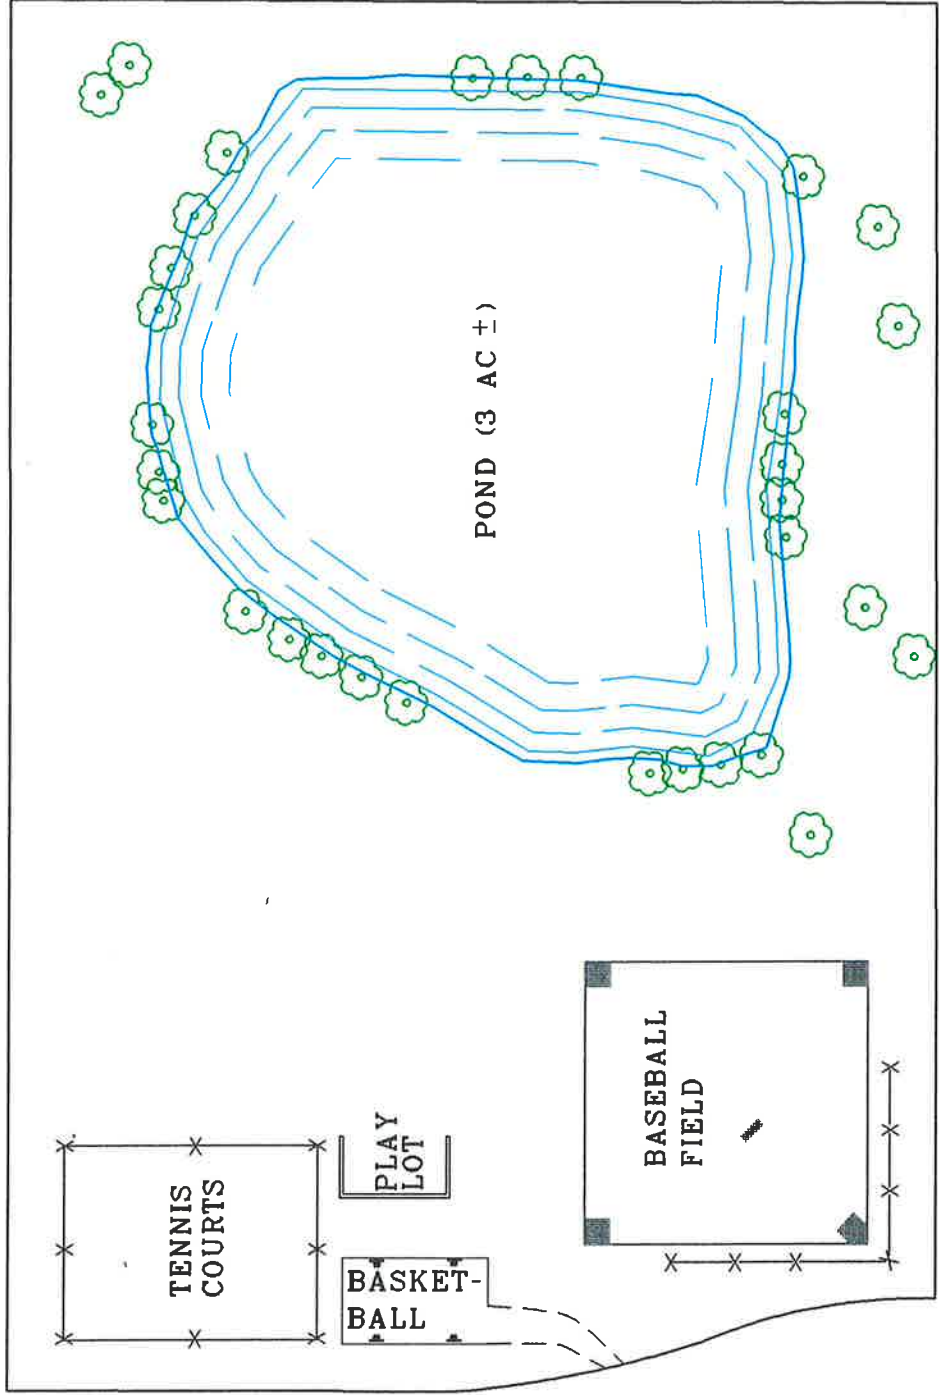 POND (3 AC ±)
TENNIS
COURTS
PLAY
LOT
BASKET-
BALL
BASEBALL
FIELD